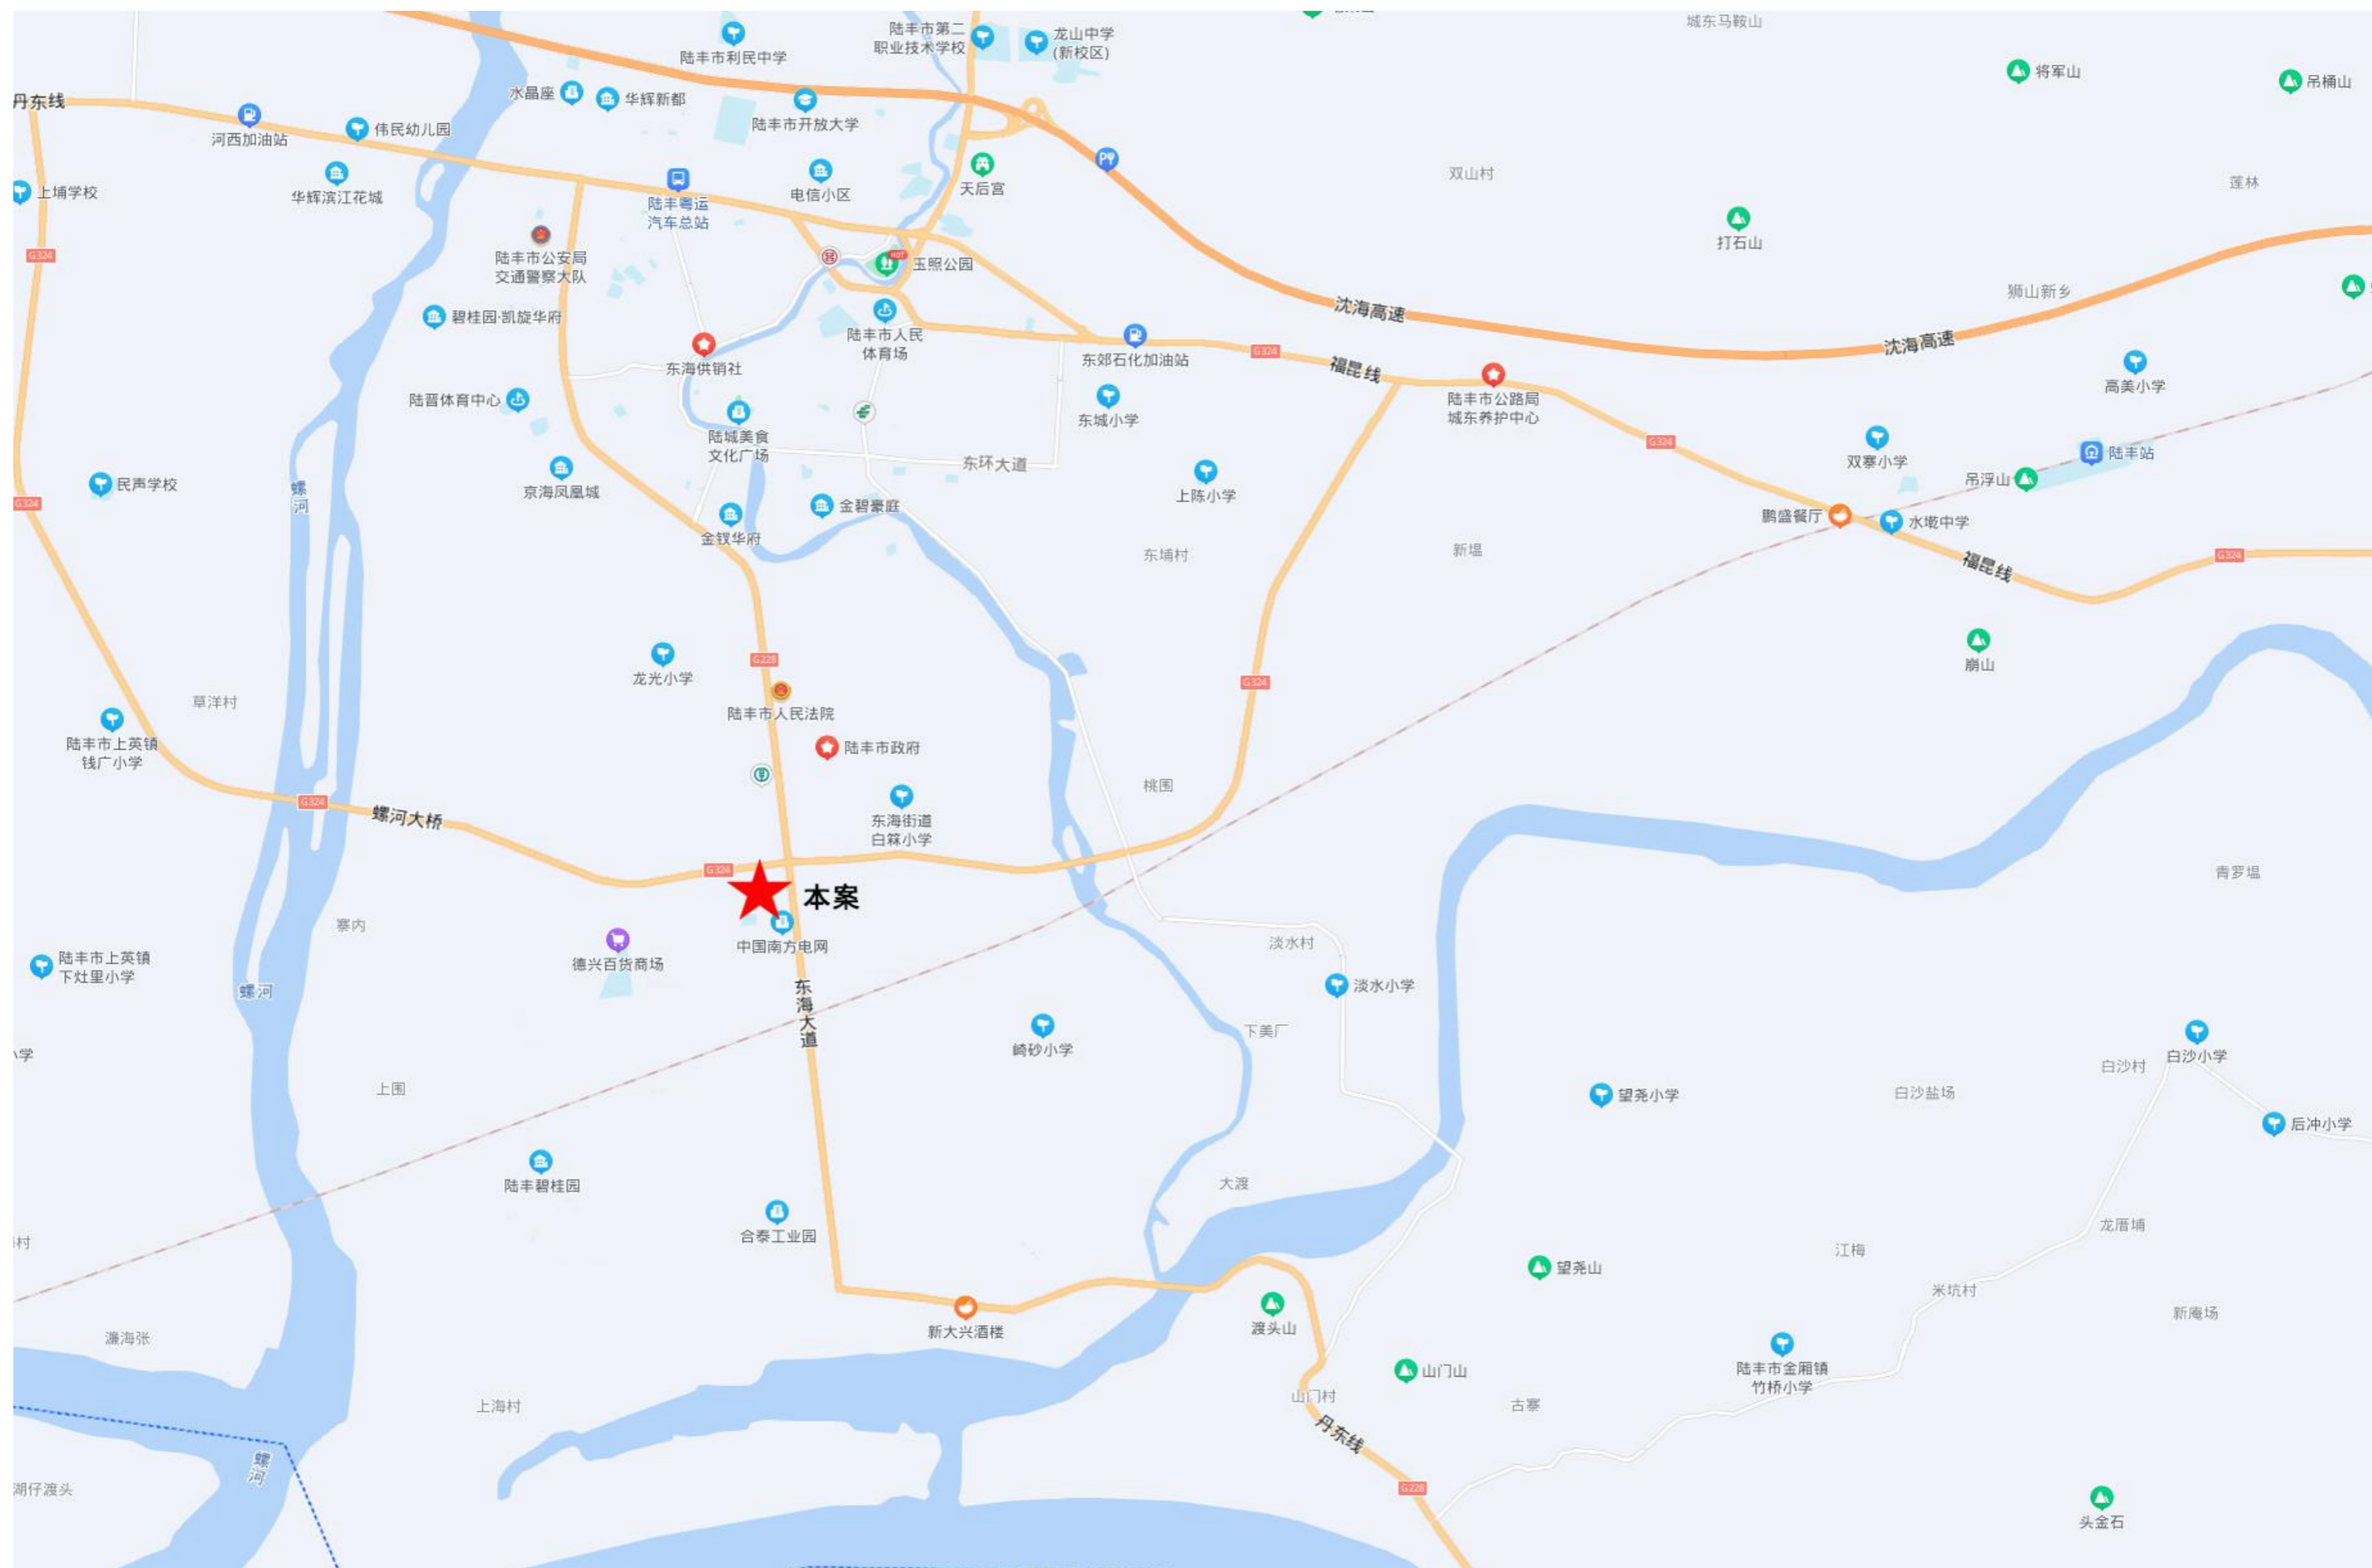 城东马鞍山
陆丰市第二
职业技术学校
龙山中学
(新校区)
陆丰市利民中学
将军山
吊桶山
水晶座
华辉新都
丹东线
陆丰市开放大学
伟民幼儿园
河西加油站
双山村
莲林
上埔学校
华辉滨江花城
电信小区
天后宫
陆丰粤运
汽车总站
打石山
G324
陆丰市公安局
交通警察大队
HOT
玉照公园
狮山新乡
沈海高速
碧桂园·凯旋华府
陆丰市人民
体育场
沈海高速
东海供销社
东郊石化加油站
G324
福昆线
高美小学
陆晋体育中心
陆丰市公路局
城东养护中心
东城小学
陆城美食
文化广场
G324
陆丰站
双寨小学
东环大道
吊浮山
民声学校
螺河
京海凤凰城
上陈小学
G324
金碧豪庭
鹏盛餐厅
水墘中学
金钗华府
东埔村
新塭
福昆线
G324
崩山
G228
龙光小学
G324
草洋村
陆丰市人民法院
陆丰市上英镇
钱广小学
陆丰市政府
桃围
G324
螺河大桥
东海街道
白箖小学
G324
本案
青罗塭
寨内
中国南方电网
淡水村
德兴百货商场
陆丰市上英镇
下灶里小学
螺河
东海大道
淡水小学
下美厂
崎砂小学
白沙小学
小学
白沙村
上围
望尧小学
白沙盐场
后冲小学
陆丰碧桂园
大渡
龙厝埔
合泰工业园
村
江梅
望尧山
米坑村
新庵场
新大兴酒楼
渡头山
濂海张
陆丰市金厢镇
竹桥小学
山门山
山门村
上海村
古寨
丹东线
螺河
湖仔渡头
G228
头金石